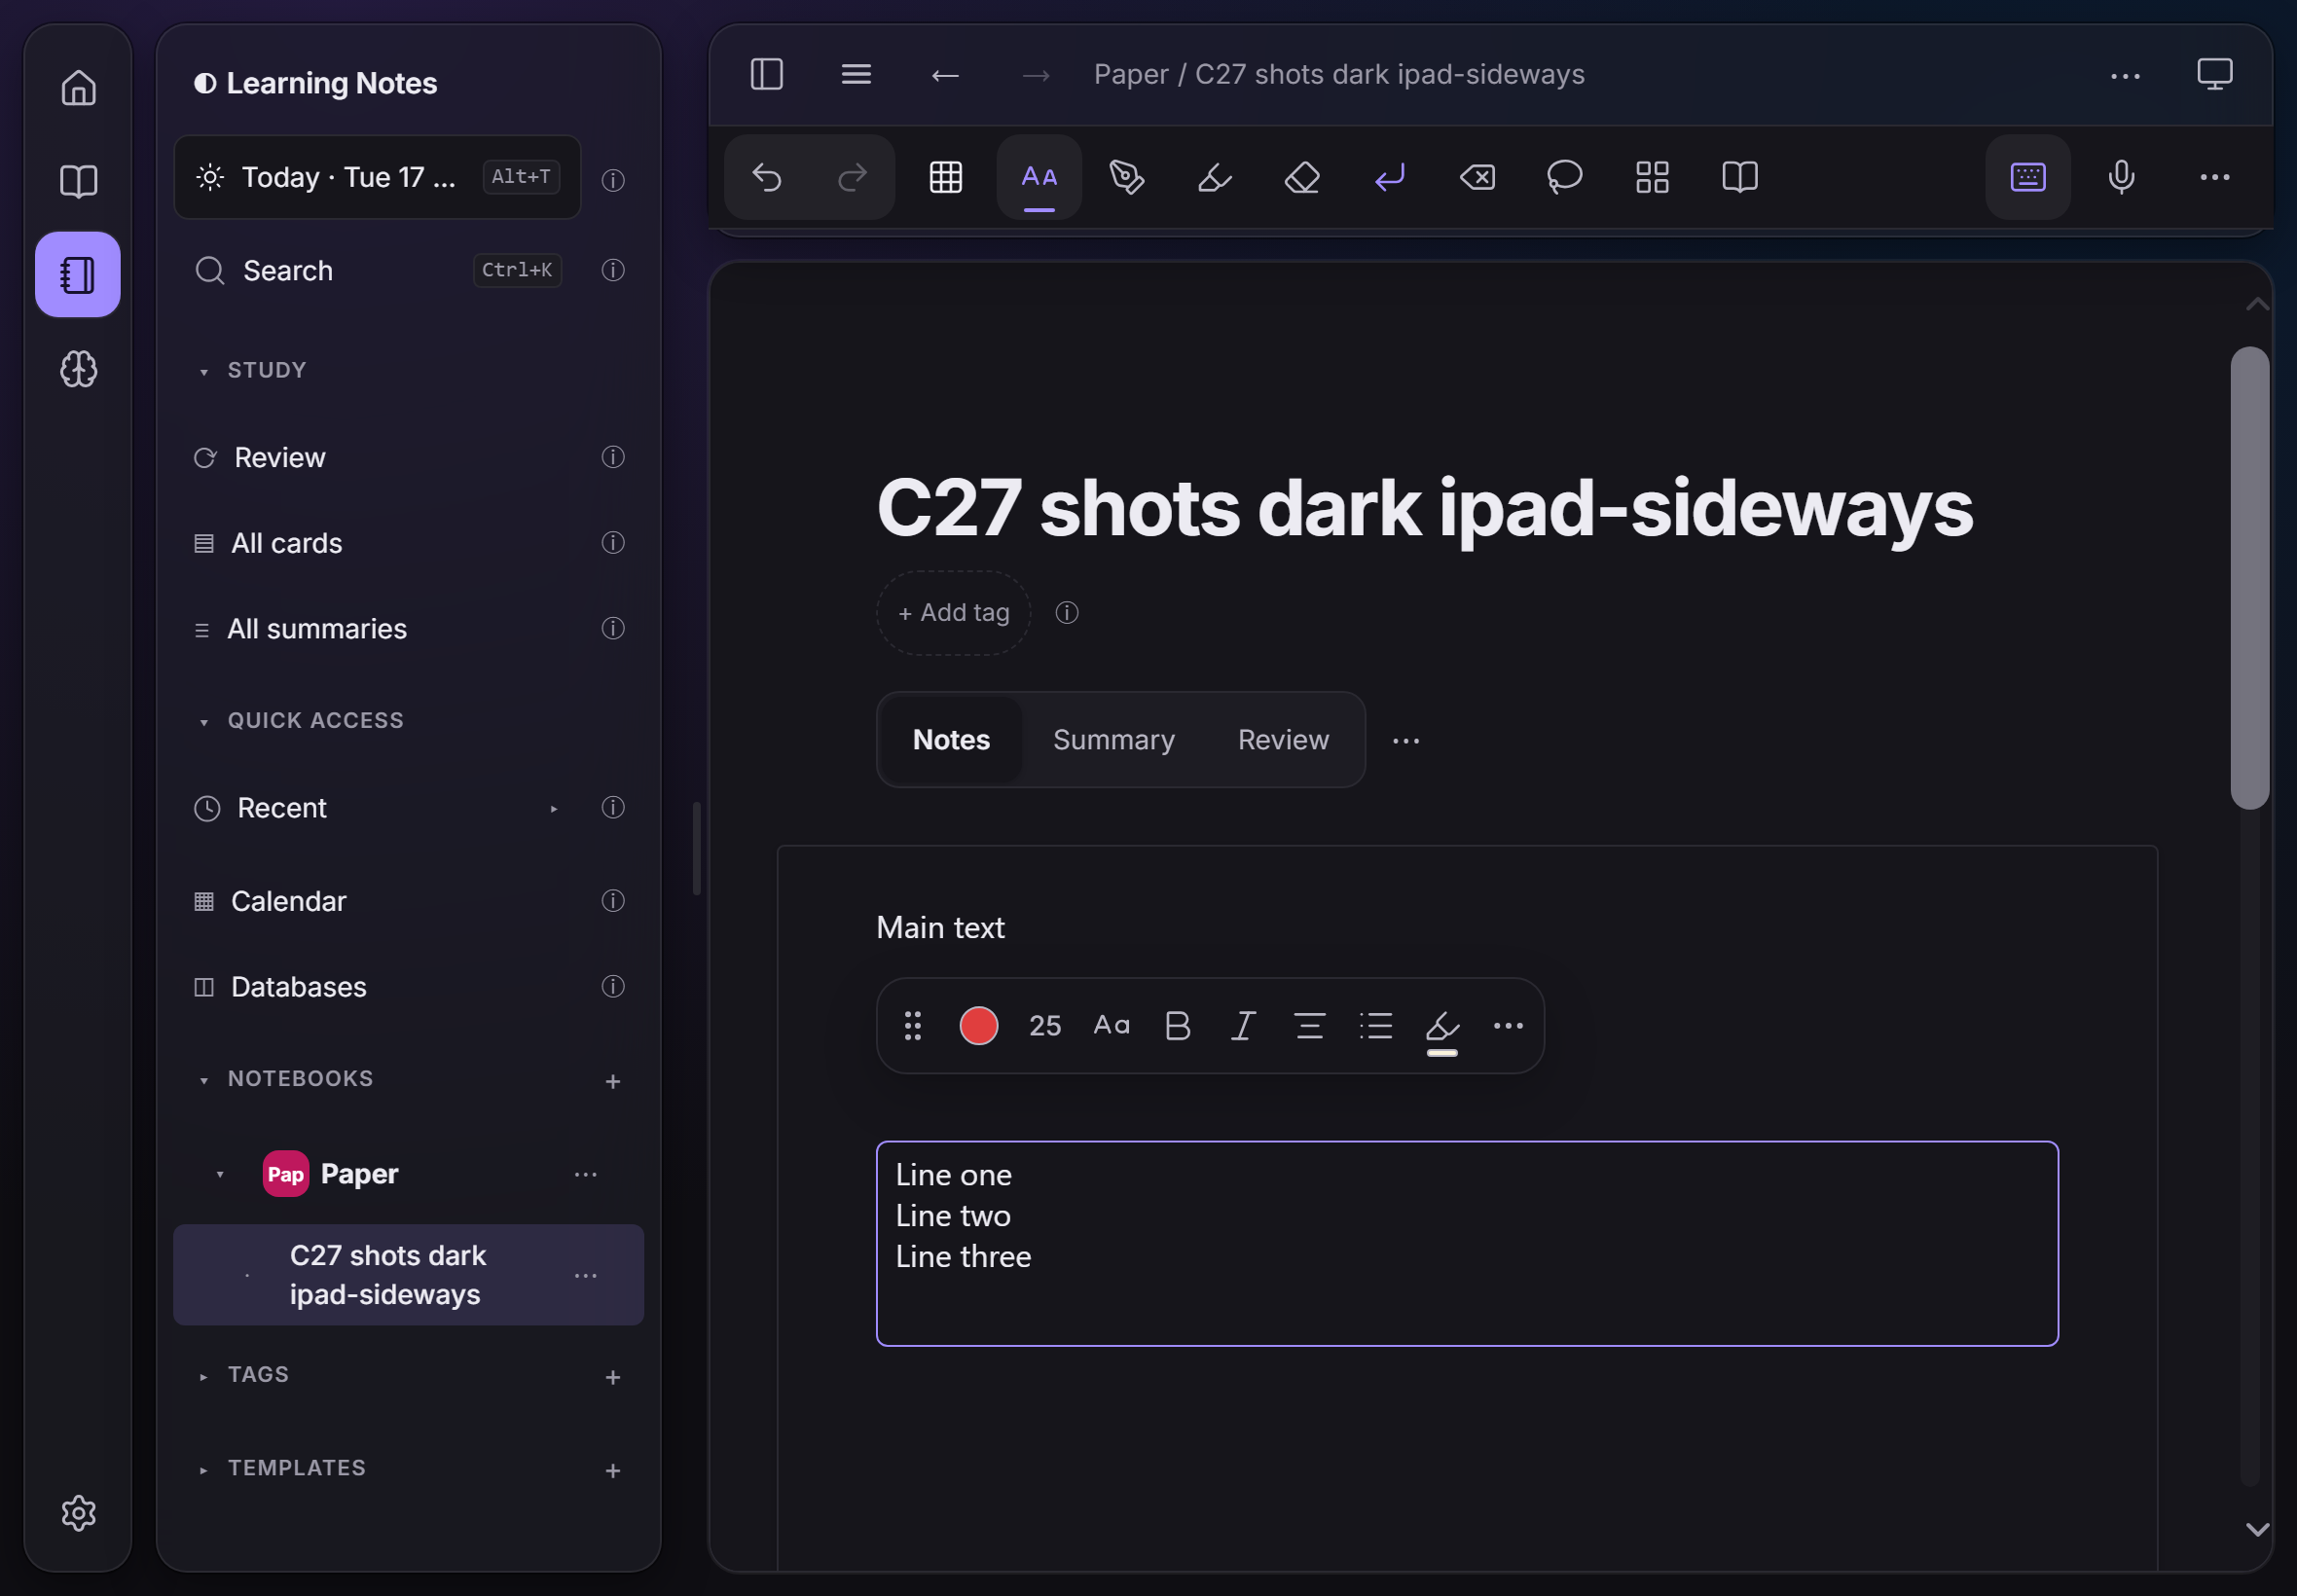 Learning Notes
Today · Tue 17 ... Alt+T
Search Ctrl+K
STUDY
Review
All cards
All summaries
QUICK ACCESS
Recent
Calendar
Databases
NOTEBOOKS
Pap Paper
C27 shots dark
ipad-sideways
TAGS
TEMPLATES
Paper / C27 shots dark ipad-sideways
AA
C27 shots dark ipad-sideways
+ Add tag
Notes Summary Review
Main text
25 Aa B I
Line one
Line two
Line three